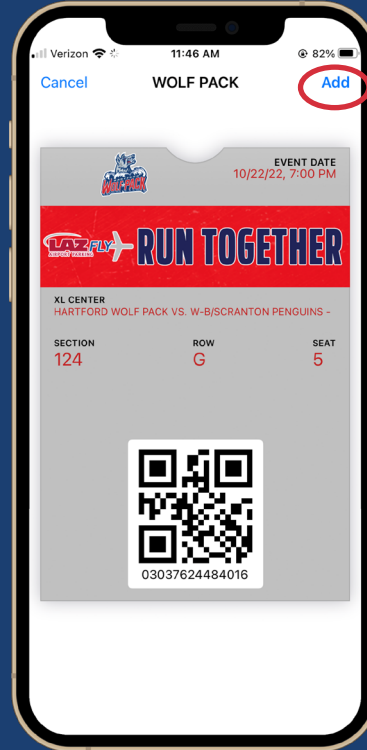 Verizon 11:46 AM 82%
Cancel WOLF PACK Add
WOLFPACK
EVENT DATE
10/22/22, 7:00 PM
LAZ FLY RUN TOGETHER
AIRPORT PARKING
XL CENTER
HARTFORD WOLF PACK VS. W-B/SCRANTON PENGUINS -
SECTION ROW SEAT
124 G 5
03037624484016